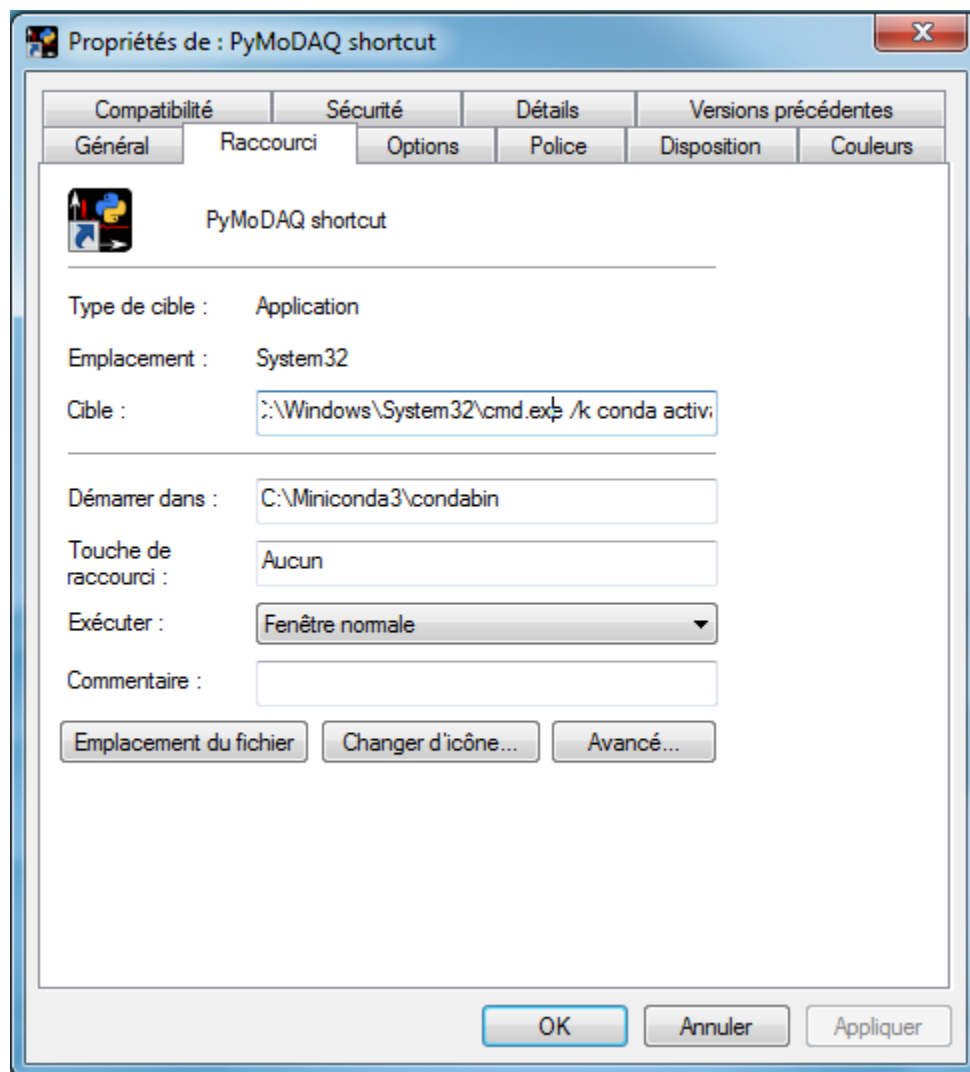 Propriétés de : PyMoDAQ shortcut
Compatibilité Sécurité Détails Versions précédentes
Général Raccourci Options Police Disposition Couleurs
PyMoDAQ shortcut
Type de cible : Application
Emplacement : System32
Cible : C:\Windows\System32\cmd.exe /k conda activa
Démarrer dans : C:\Miniconda3\condabin
Touche de
raccourci : Aucun
Exécuter : Fenêtre normale
Commentaire :
Emplacement du fichier Changer d'icône... Avancé...
OK Annuler Appliquer